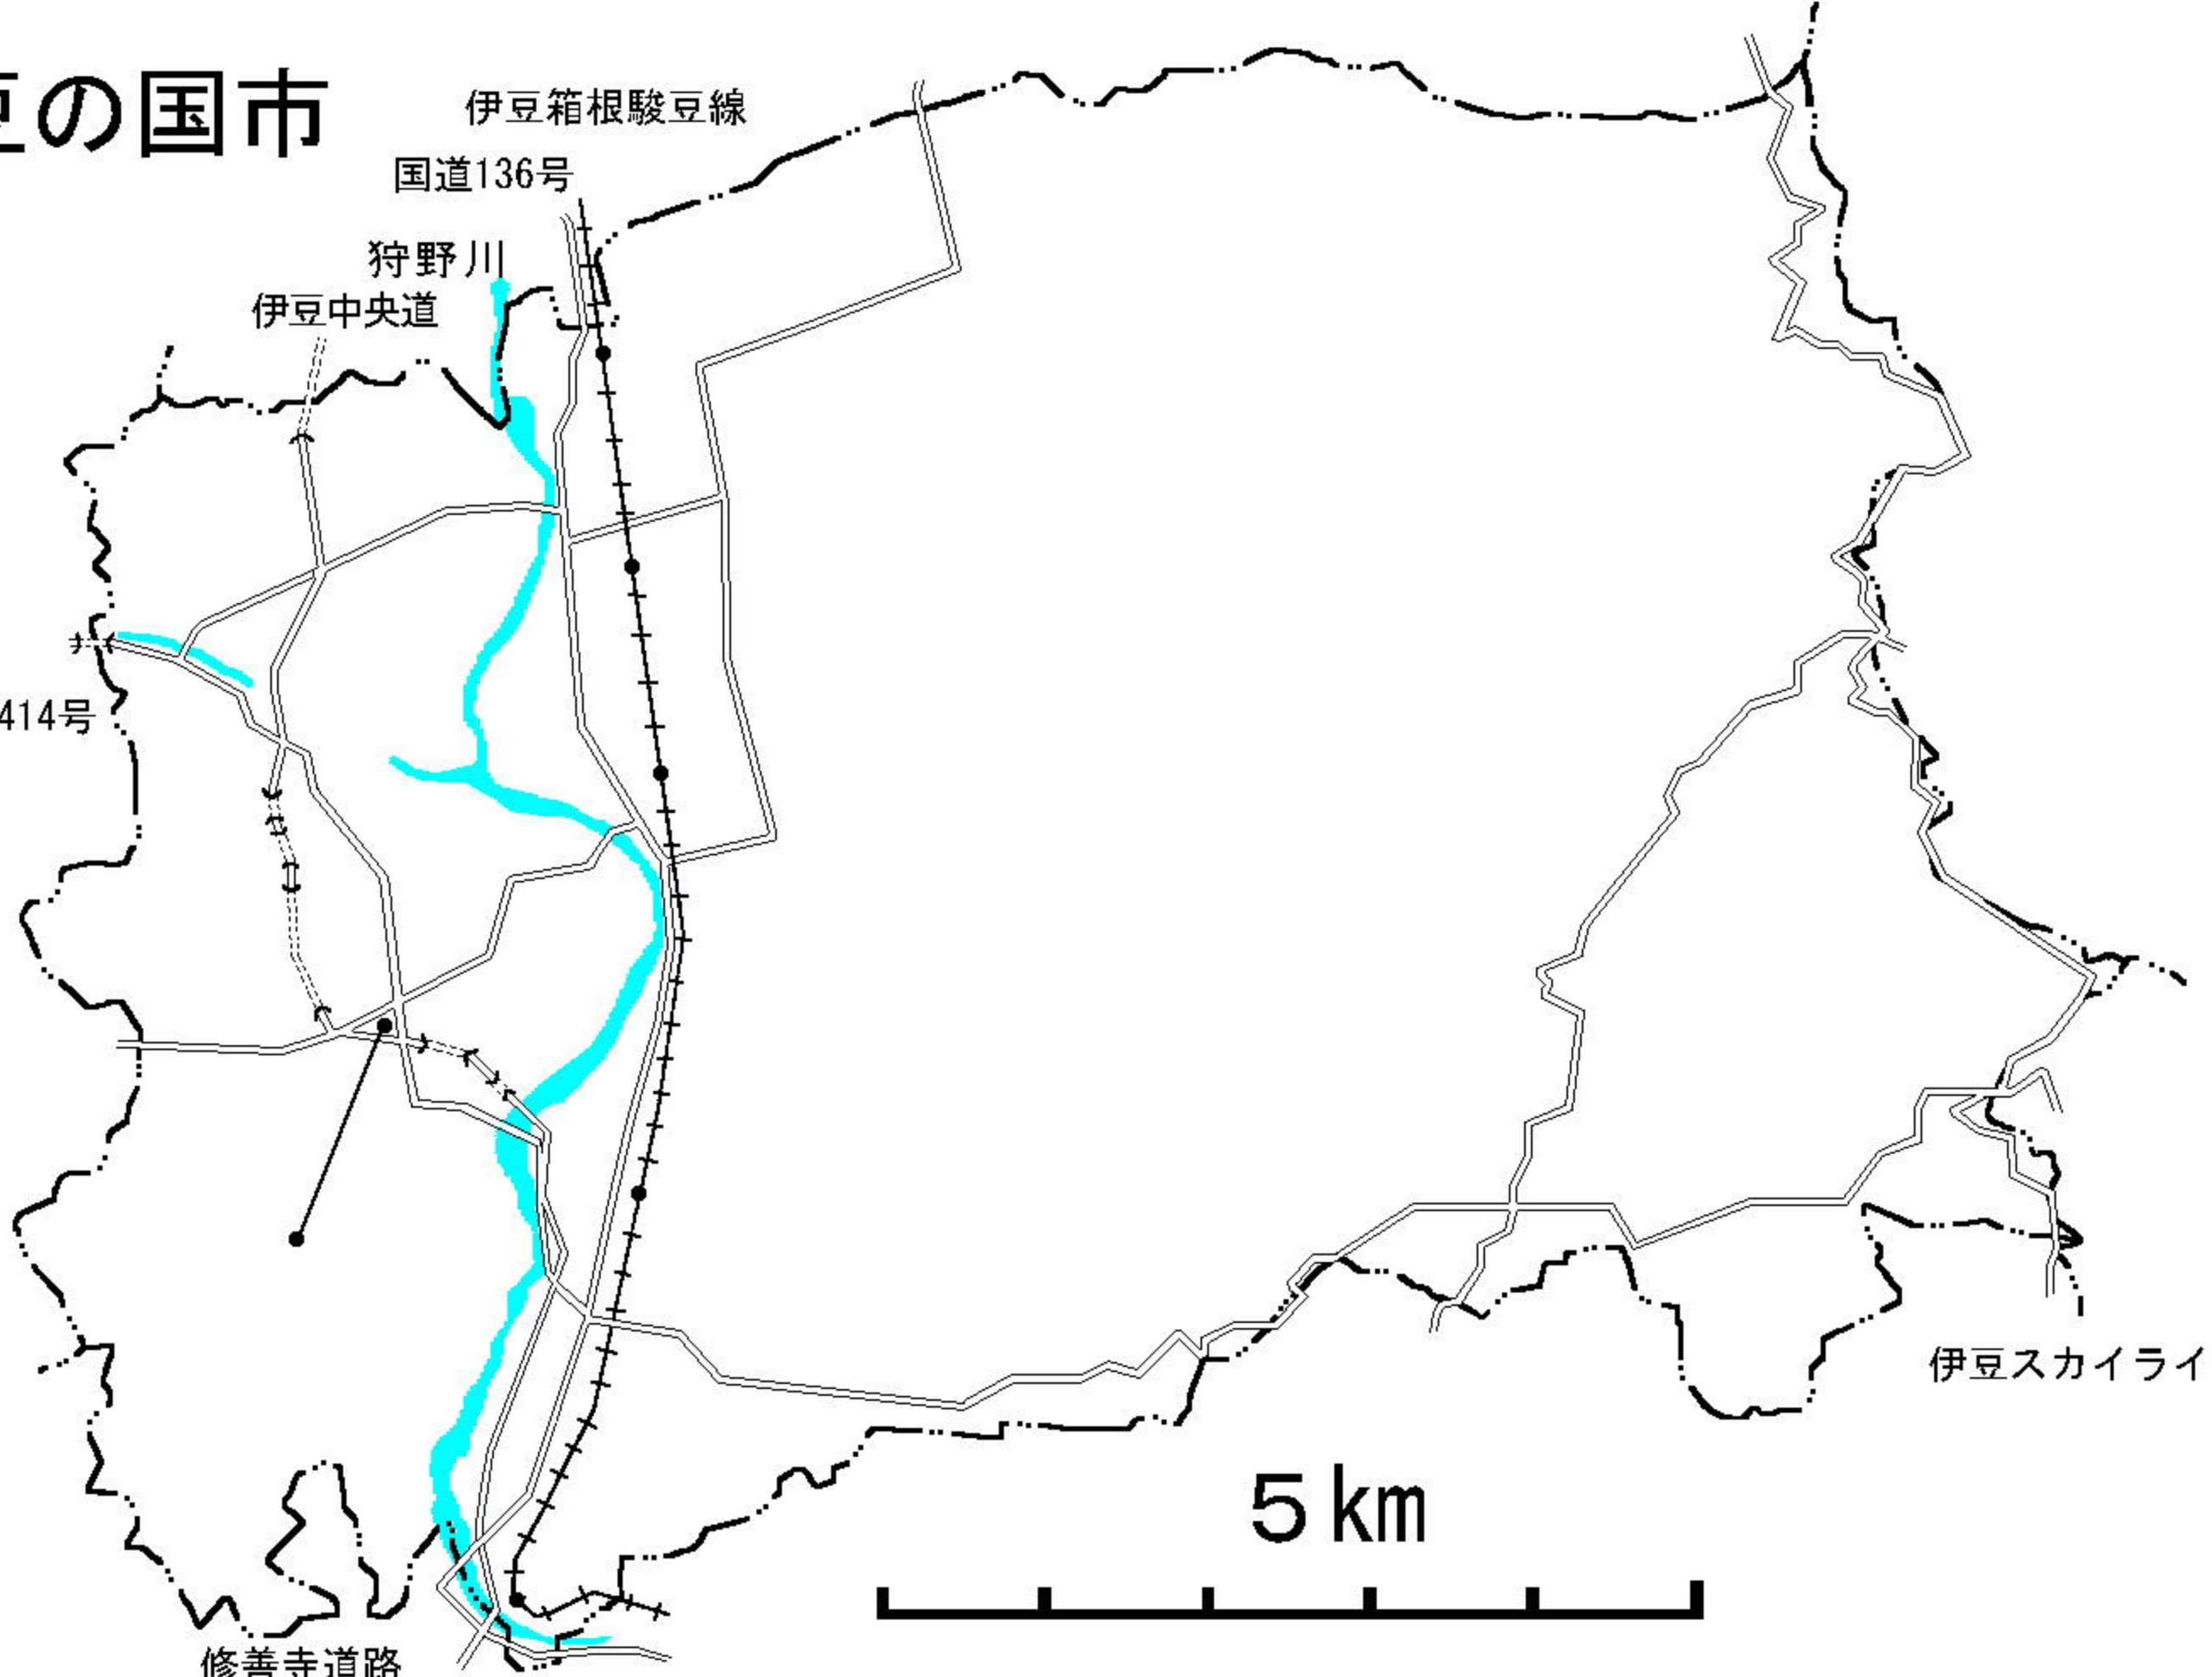 豆の国市
伊豆箱根駿豆線
国道136号
狩野川
伊豆中央道
414号
5km
伊豆スカイライ
修善寺道路